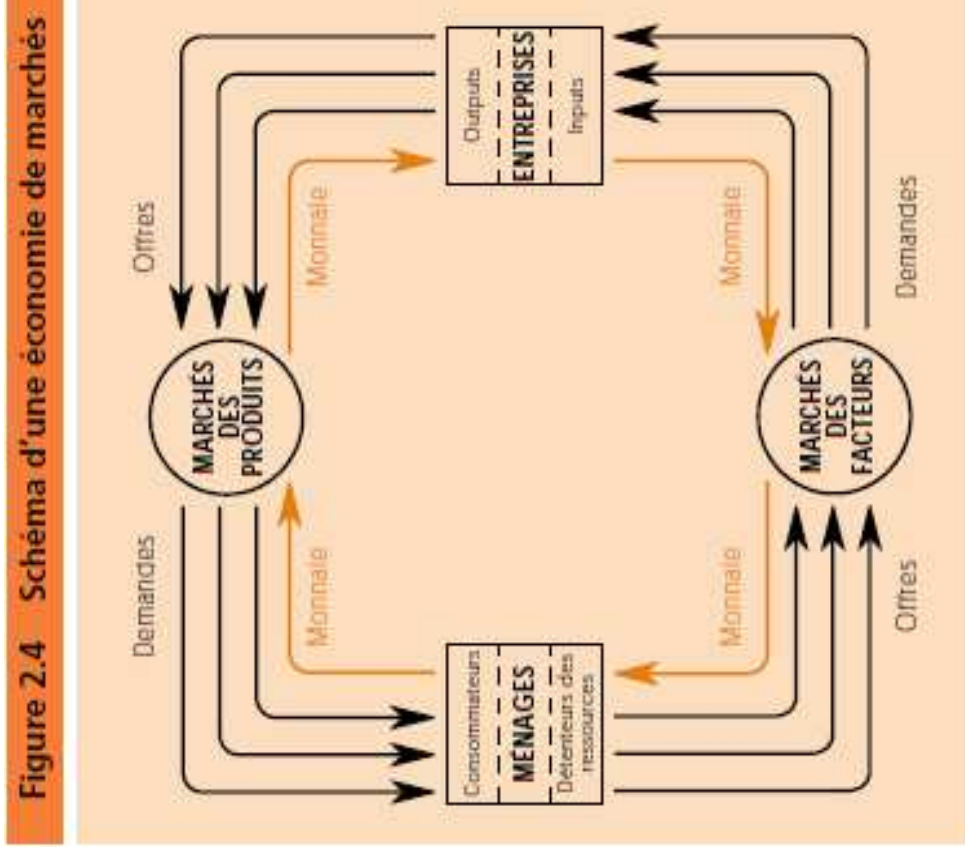 Figure 2.4 Schéma d'une économie de marchés
Demandes
Offres
MARCHÉS
DES
PRODUITS
Monnaie
Monnaie
Consommateurs
MÉNAGES
Détenteurs des
ressources
Outputs
ENTREPRISES
Inputs
Monnaie
Monnaie
MARCHÉS
DES
FACTEURS
Offres
Demandes